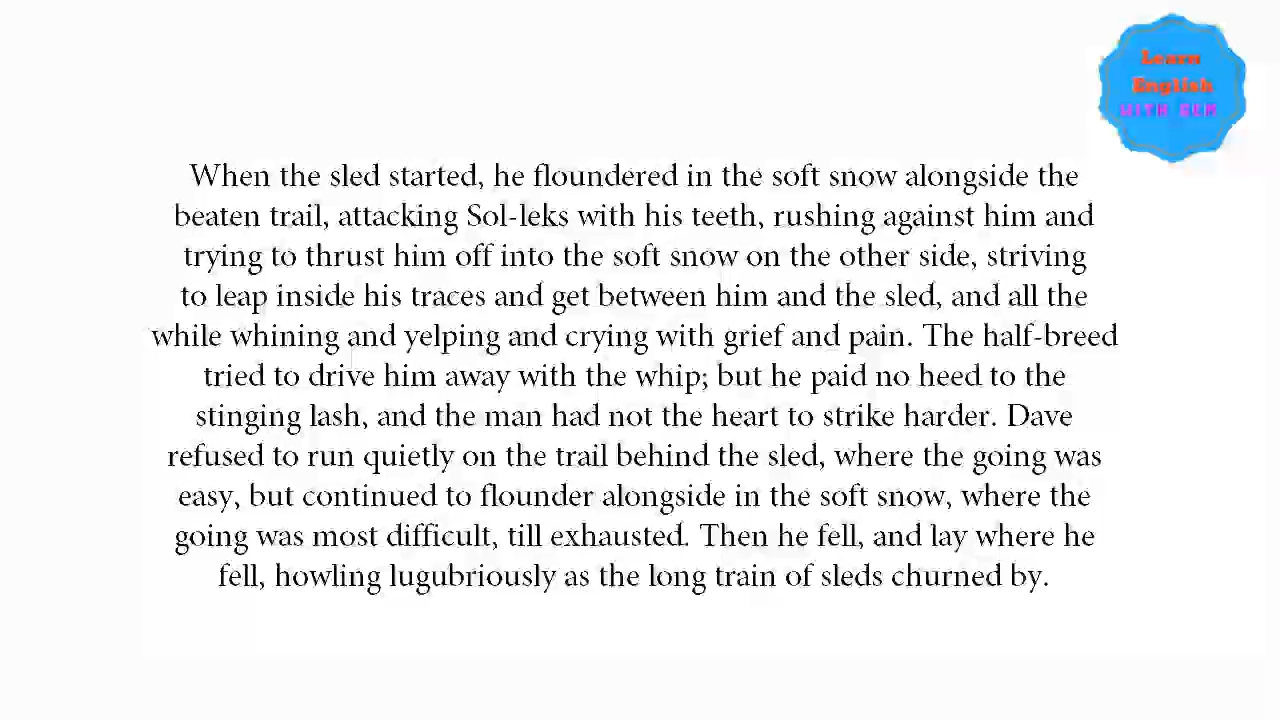 Learn
English
WITH GEM
When the sled started, he floundered in the soft snow alongside the
beaten trail, attacking Sol-leks with his teeth, rushing against him and
trying to thrust him off into the soft snow on the other side, striving
to leap inside his traces and get between him and the sled, and all the
while whining and yelping and crying with grief and pain. The half-breed
tried to drive him away with the whip; but he paid no heed to the
stinging lash, and the man had not the heart to strike harder. Dave
refused to run quietly on the trail behind the sled, where the going was
easy, but continued to flounder alongside in the soft snow, where the
going was most difficult, till exhausted. Then he fell, and lay where he
fell, howling lugubriously as the long train of sleds churned by.